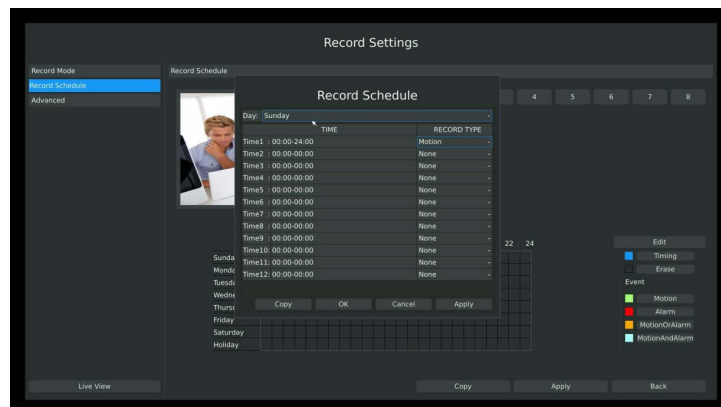 Record Settings
Record Mode
Record Schedule
Record Schedule
Advanced
4 5 6 7 8
Record Schedule
Day: Sunday
TIME RECORD TYPE
Time1 : 00:00-24:00 Motion
Time2 : 00:00-00:00 None
Time3 : 00:00-00:00 None
Time4 : 00:00-00:00 None
Time5 : 00:00-00:00 None
Time6 : 00:00-00:00 None
Time7 : 00:00-00:00 None
Time8 : 00:00-00:00 None
Time9 : 00:00-00:00 None
Time10: 00:00-00:00 None
Time11: 00:00-00:00 None
Time12: 00:00-00:00 None
Copy OK Cancel Apply
22 24
Sunda
Monda
Tuesda
Wedne
Thursd
Friday
Saturday
Holiday
Edit
Timing
Erase
Event
Motion
Alarm
MotionOrAlarm
MotionAndAlarm
Live View
Copy Apply Back